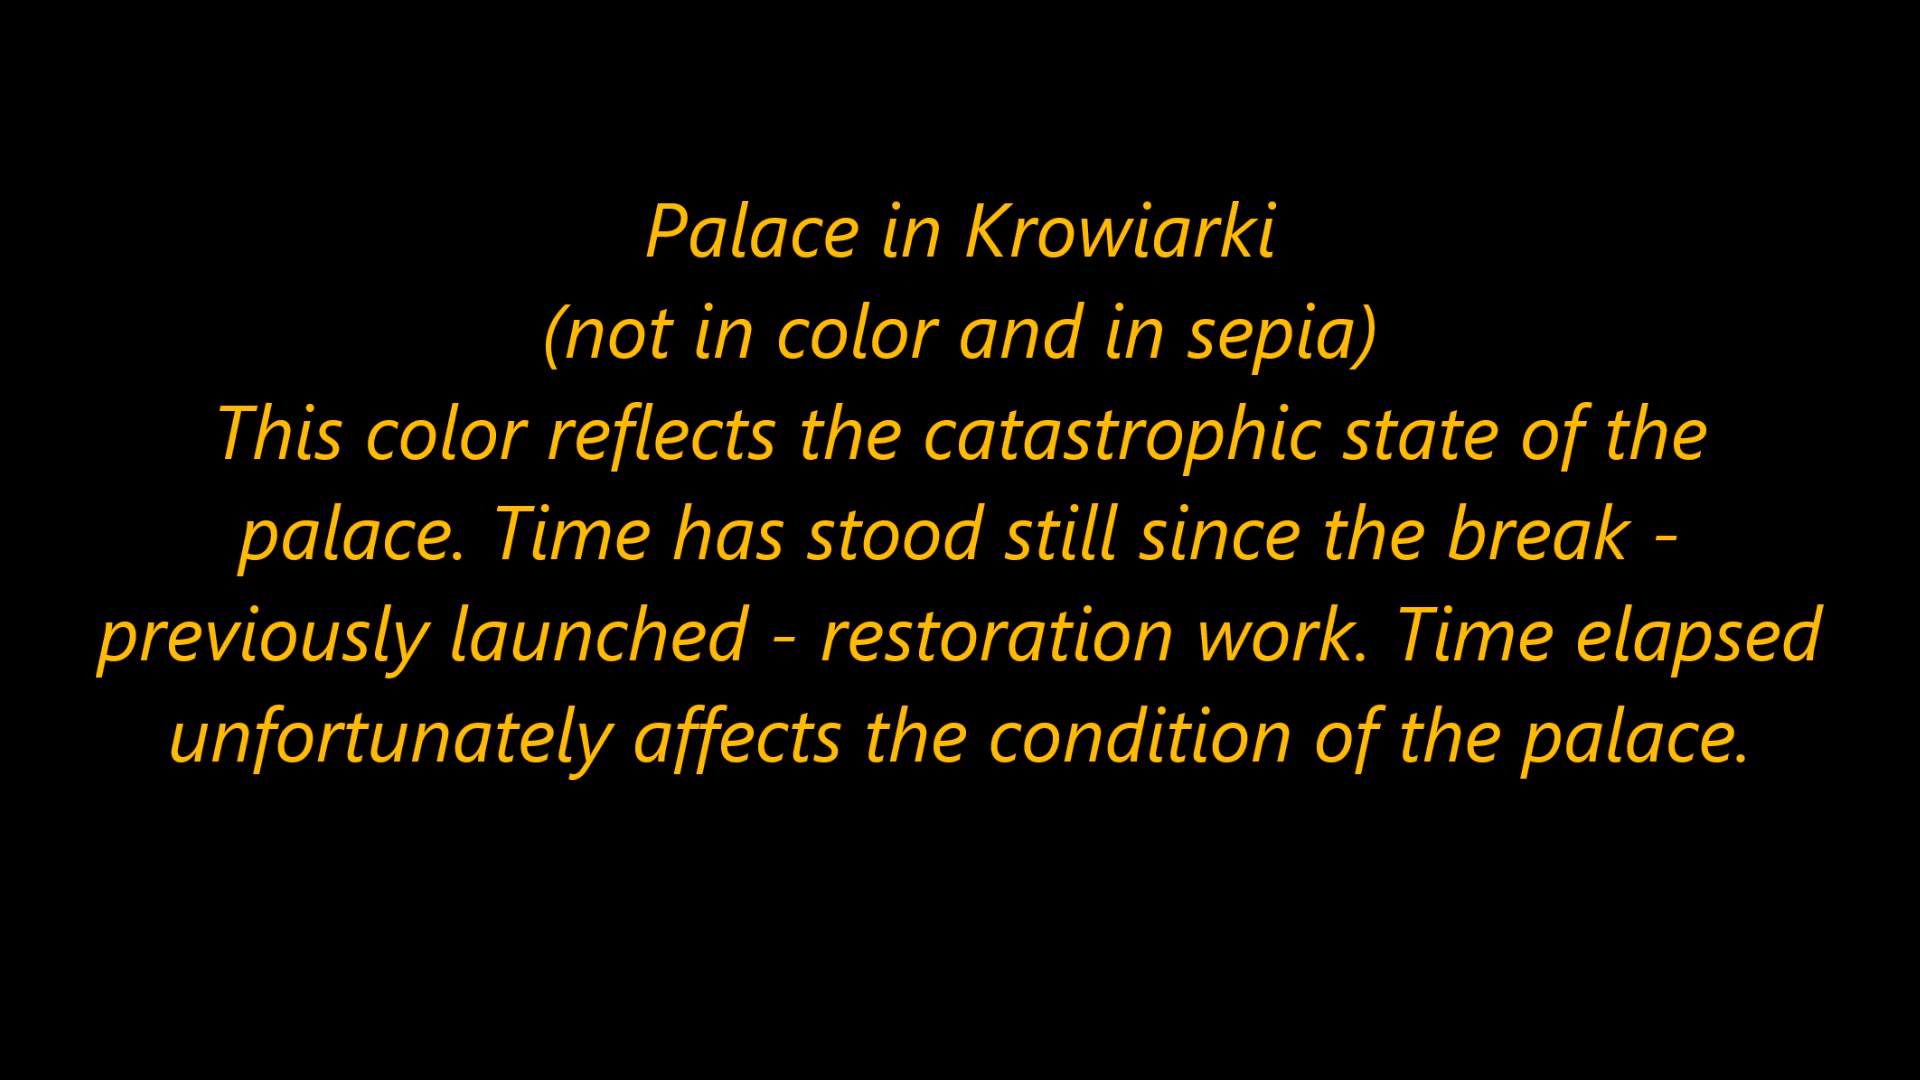 Palace in Krowiarki
(not in color and in sepia)
This color reflects the catastrophic state of the
palace. Time has stood still since the break -
previously launched - restoration work. Time elapsed
unfortunately affects the condition of the palace.